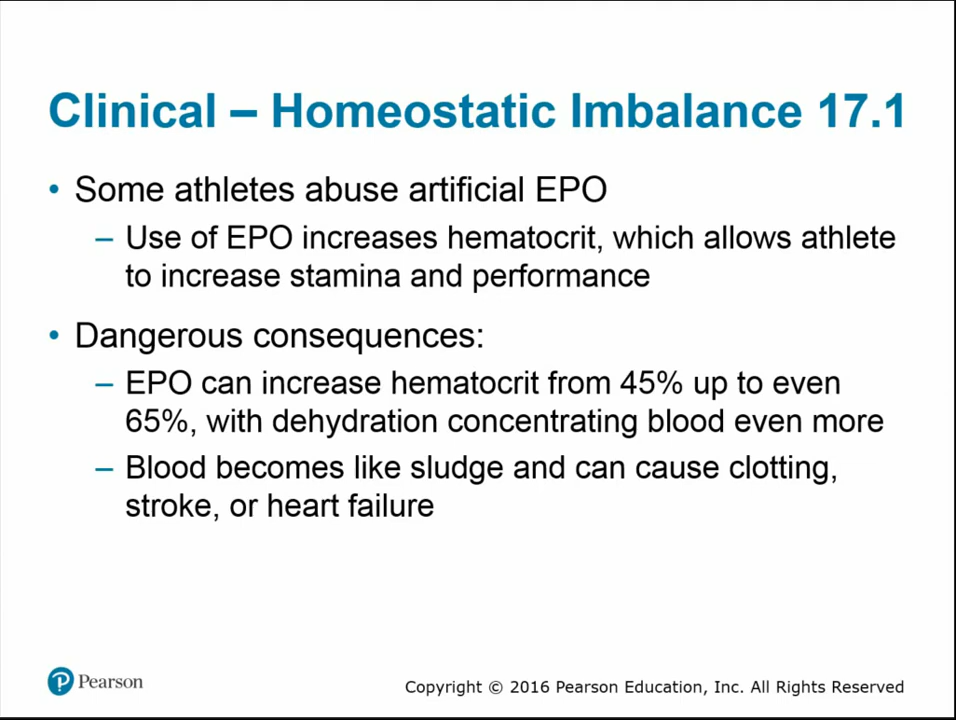 Clinical – Homeostatic Imbalance 17.1
• Some athletes abuse artificial EPO
– Use of EPO increases hematocrit, which allows athlete
to increase stamina and performance
• Dangerous consequences:
– EPO can increase hematocrit from 45% up to even
65%, with dehydration concentrating blood even more
– Blood becomes like sludge and can cause clotting,
stroke, or heart failure
P Pearson
Copyright © 2016 Pearson Education, Inc. All Rights Reserved